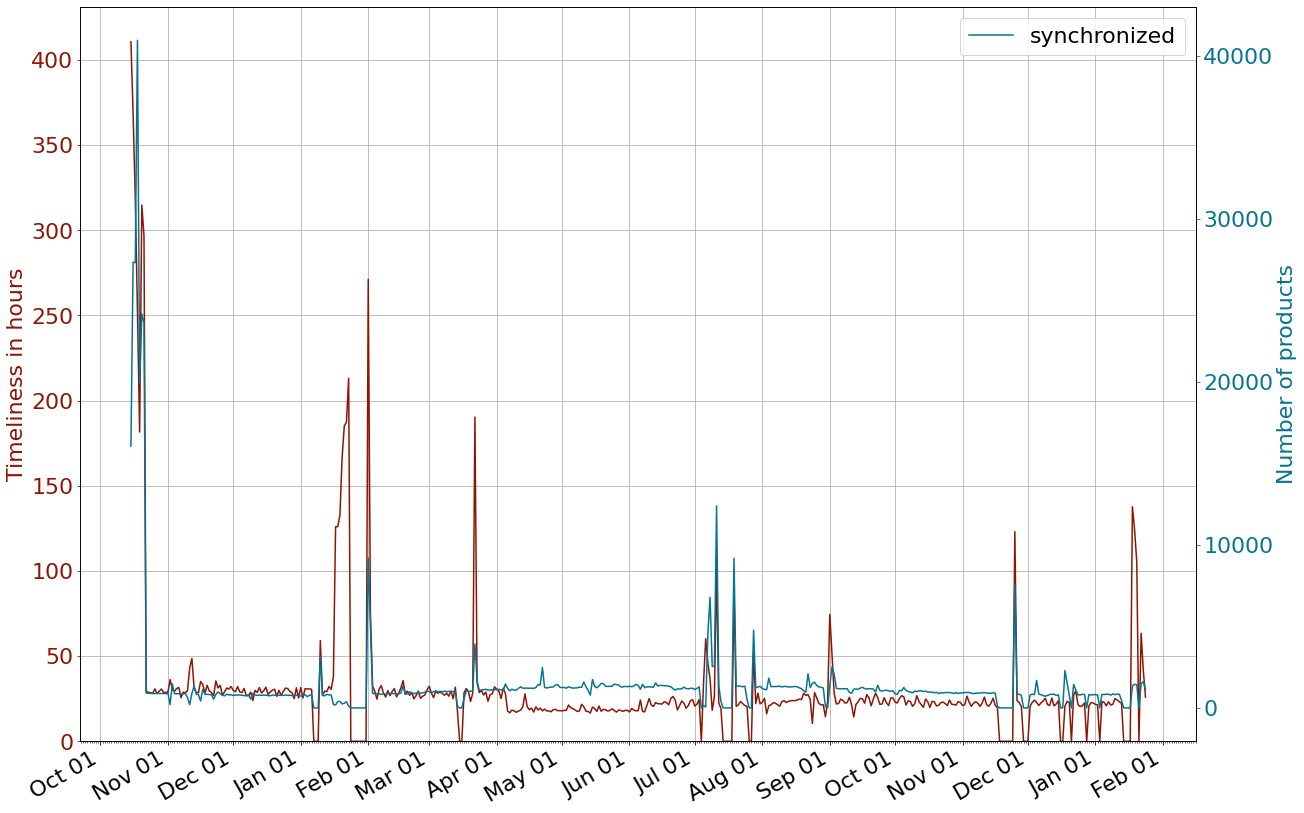 synchronized
Timeliness in hours
400
350
300
250
200
150
100
50
0
Number of products
40000
30000
20000
10000
0
Oct 01
Nov 01
Dec 01
Jan 01
Feb 01
Mar 01
Apr 01
May 01
Jun 01
Jul 01
Aug 01
Sep 01
Oct 01
Nov 01
Dec 01
Jan 01
Feb 01